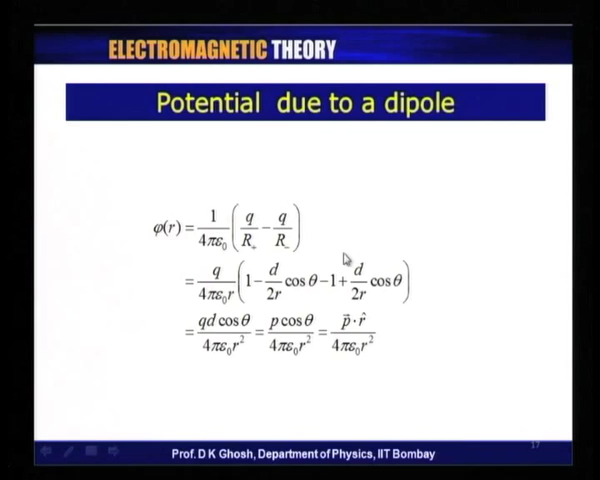 ELECTROMAGNETIC THEORY
Potential due to a dipole
φ(r) = 1/4πε₀ (q/R₊ − q/R₋)
= q/4πε₀r (1 − d/2r cos θ − 1 + d/2r cos θ)
= qd cos θ/4πε₀r² = p cos θ/4πε₀r² = p⃗ · r̂/4πε₀r²
17
Prof. D K Ghosh, Department of Physics, IIT Bombay